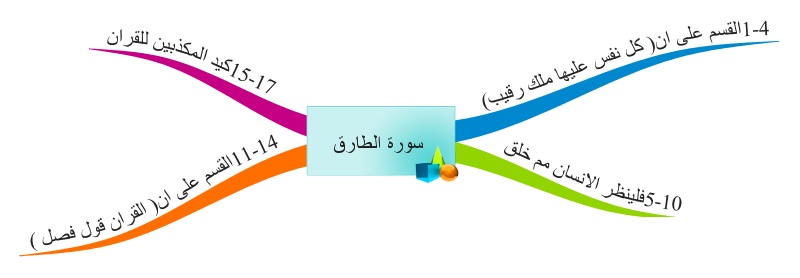 سورة الطارق
1-4القسم على ان( كل نفس عليها ملك رقيب)
5-10فلينظر الانسان مم خلق
11-14القسم على ان( القران قول فصل )
15-17كيد المكذبين للقران